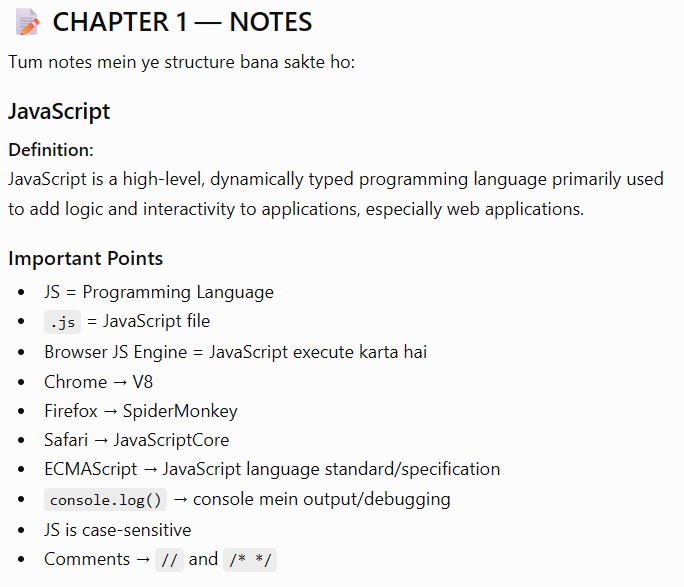 📝 CHAPTER 1 — NOTES
Tum notes mein ye structure bana sakte ho:
JavaScript
Definition:
JavaScript is a high-level, dynamically typed programming language primarily used
to add logic and interactivity to applications, especially web applications.
Important Points
• JS = Programming Language
• .js = JavaScript file
• Browser JS Engine = JavaScript execute karta hai
• Chrome → V8
• Firefox → SpiderMonkey
• Safari → JavaScriptCore
• ECMAScript → JavaScript language standard/specification
• console.log() → console mein output/debugging
• JS is case-sensitive
• Comments → // and /* */